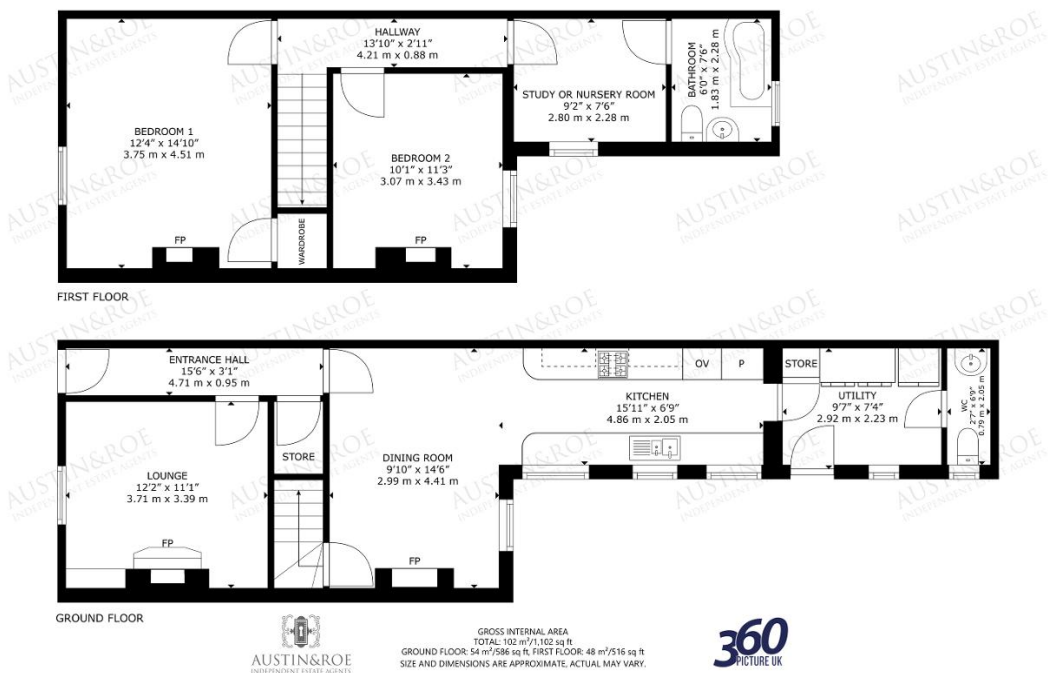 HALLWAY
13'10" x 2'11"
4.21 m x 0.88 m
BEDROOM 1
12'4" x 14'10"
3.75 m x 4.51 m
FP
WARDROBE
BEDROOM 2
10'1" x 11'3"
3.07 m x 3.43 m
FP
STUDY OR NURSERY ROOM
9'2" x 7'6"
2.80 m x 2.28 m
BATHROOM
6'0" x 7'6"
1.83 m x 2.28 m
FIRST FLOOR
ENTRANCE HALL
15'6" x 3'1"
4.71 m x 0.95 m
LOUNGE
12'2" x 11'1"
3.71 m x 3.39 m
FP
STORE
DINING ROOM
9'10" x 14'6"
2.99 m x 4.41 m
FP
KITCHEN
15'11" x 6'9"
4.86 m x 2.05 m
OV
P
STORE
UTILITY
9'7" x 7'4"
2.92 m x 2.23 m
WC
2'7" x 6'9"
0.79 m x 2.05 m
GROUND FLOOR
AUSTIN&ROE
INDEPENDENT ESTATE AGENTS
GROSS INTERNAL AREA
TOTAL: 102 m²/1,102 sq ft
GROUND FLOOR: 54 m²/586 sq ft, FIRST FLOOR: 48 m²/516 sq ft
SIZE AND DIMENSIONS ARE APPROXIMATE, ACTUAL MAY VARY.
360
PICTURE UK